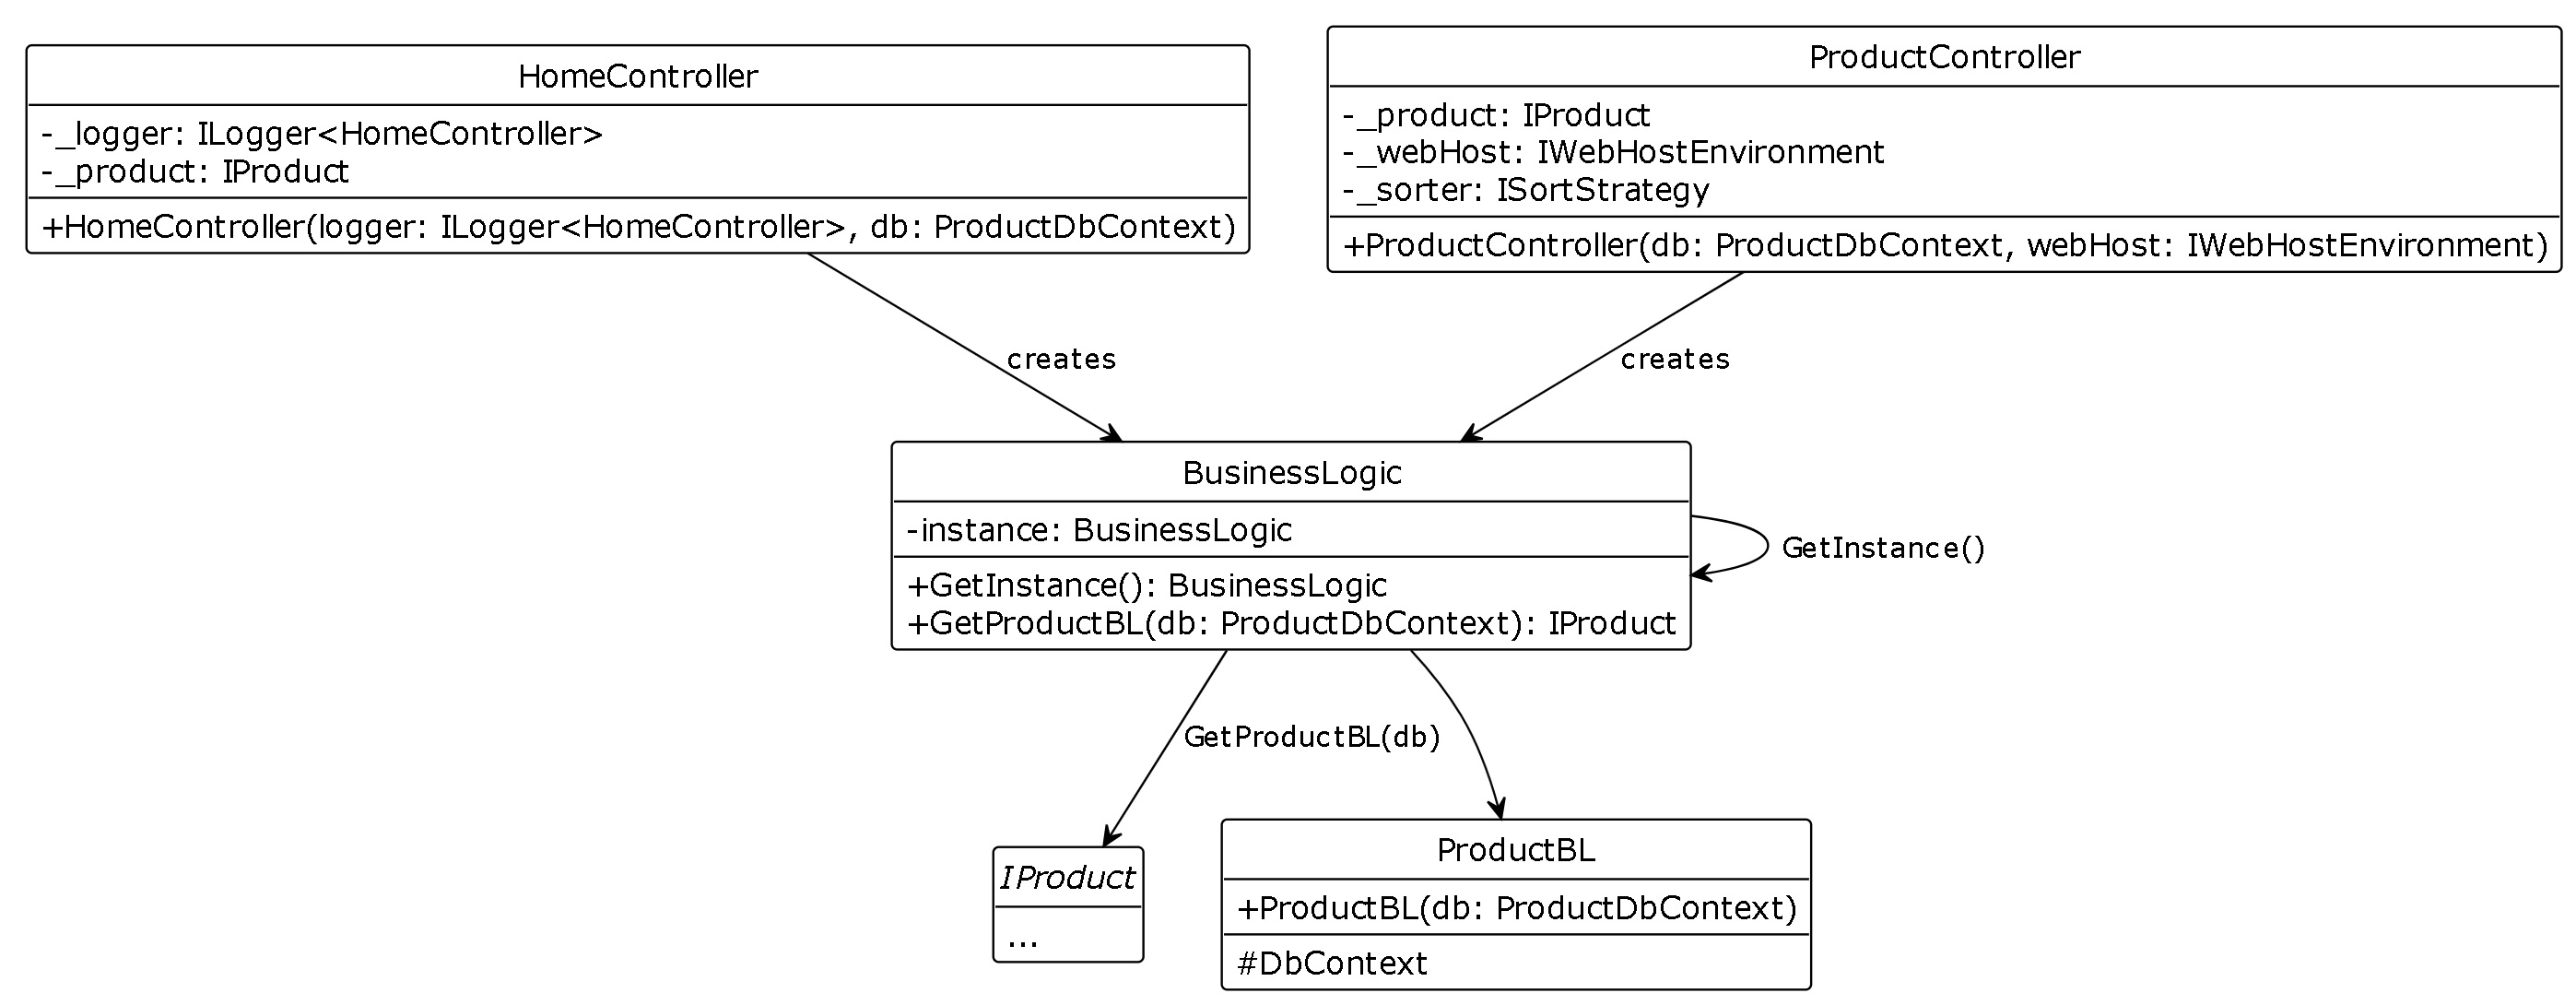 HomeController
-_logger: ILogger<HomeController>
-_product: IProduct
+HomeController(logger: ILogger<HomeController>, db: ProductDbContext)
ProductController
-_product: IProduct
-_webHost: IWebHostEnvironment
-_sorter: ISortStrategy
+ProductController(db: ProductDbContext, webHost: IWebHostEnvironment)
creates
creates
BusinessLogic
-instance: BusinessLogic
+GetInstance(): BusinessLogic
+GetProductBL(db: ProductDbContext): IProduct
GetInstance()
GetProductBL(db)
IProduct
...
ProductBL
+ProductBL(db: ProductDbContext)
#DbContext